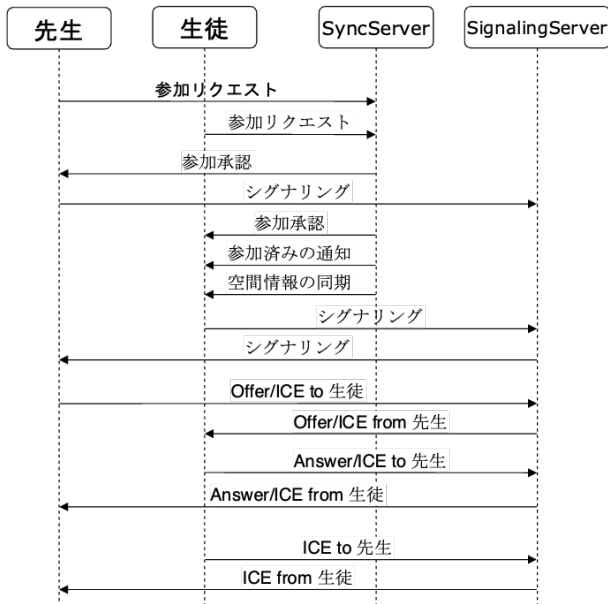 先生 生徒 SyncServer SignalingServer
参加リクエスト
参加リクエスト
参加承認
シグナリング
参加承認
参加済みの通知
空間情報の同期
シグナリング
シグナリング
Offer/ICE to 生徒
Offer/ICE from 先生
Answer/ICE to 先生
Answer/ICE from 生徒
ICE to 先生
ICE from 生徒